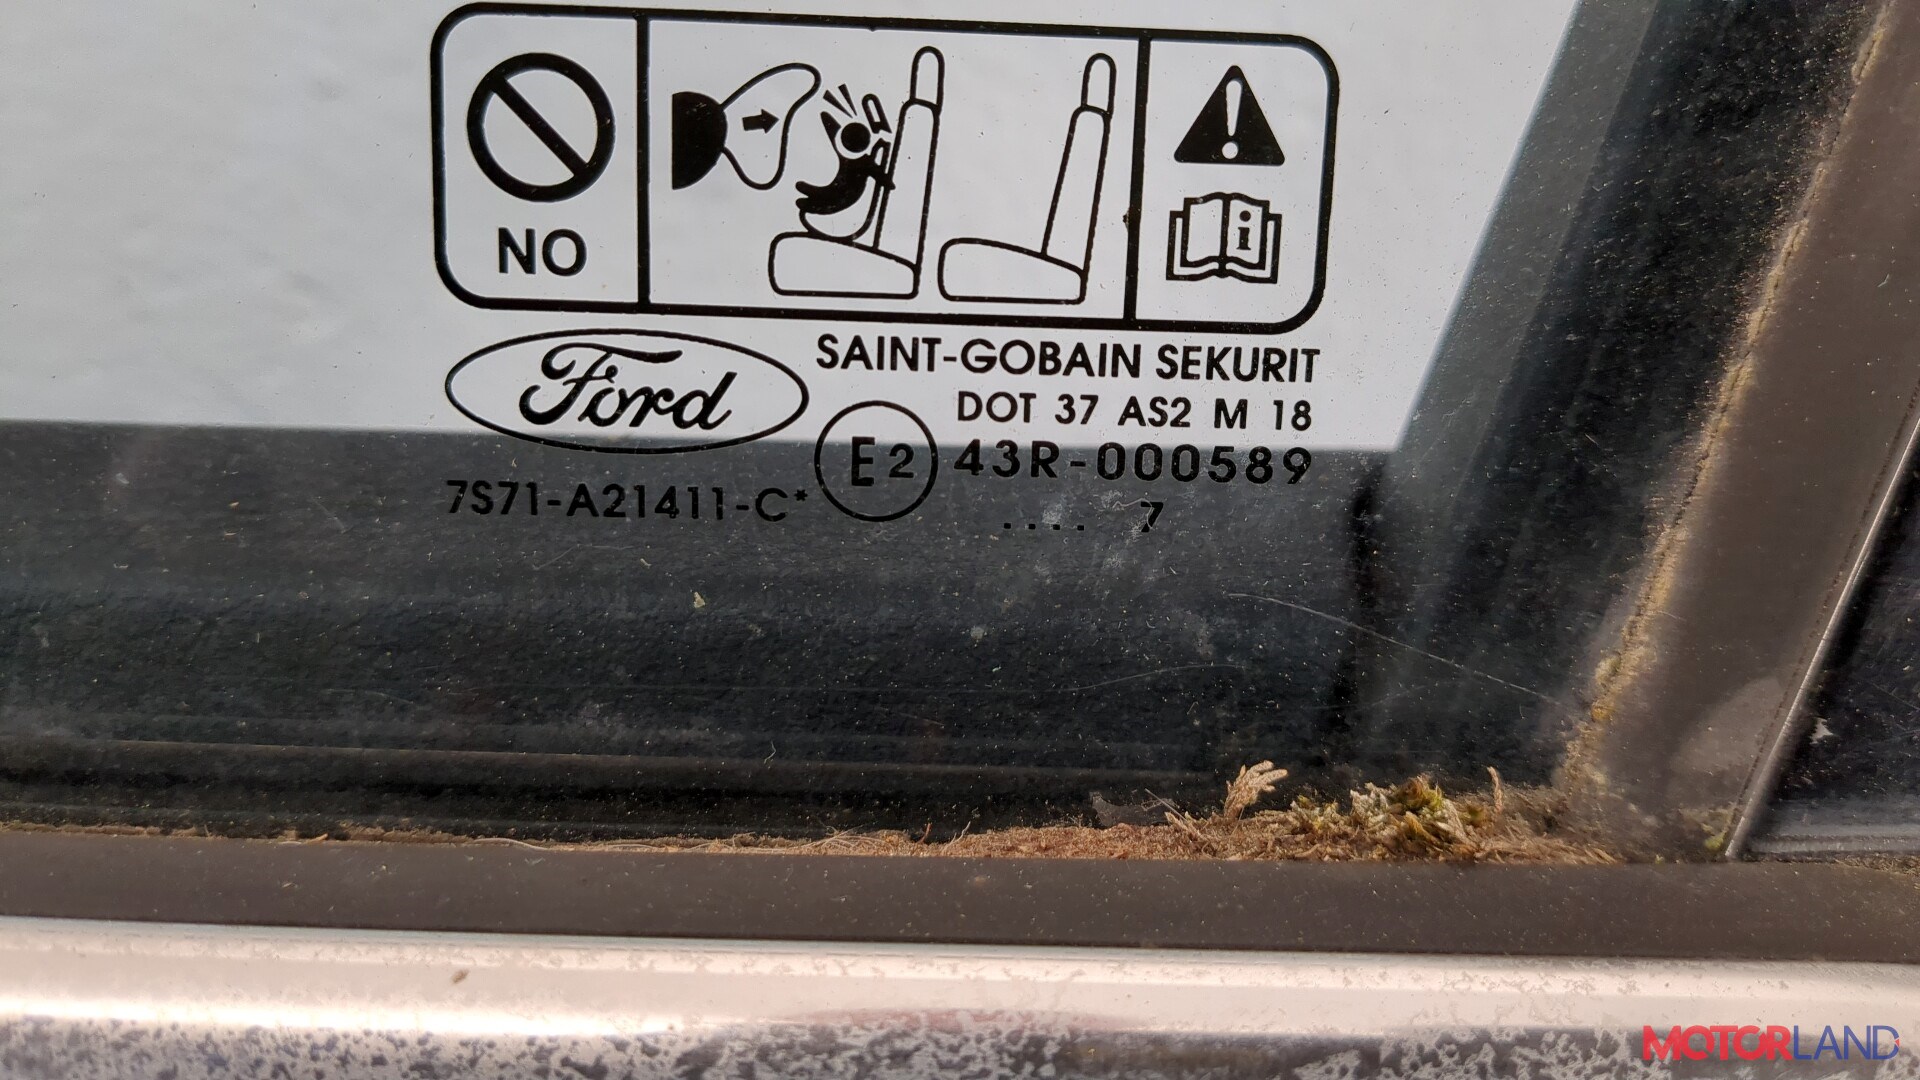 NO
i
Ford
SAINT-GOBAIN SEKURIT
DOT 37 AS2 M 18
E2 43R-000589
7S71-A21411-C*
.... 7
MOTORLAND